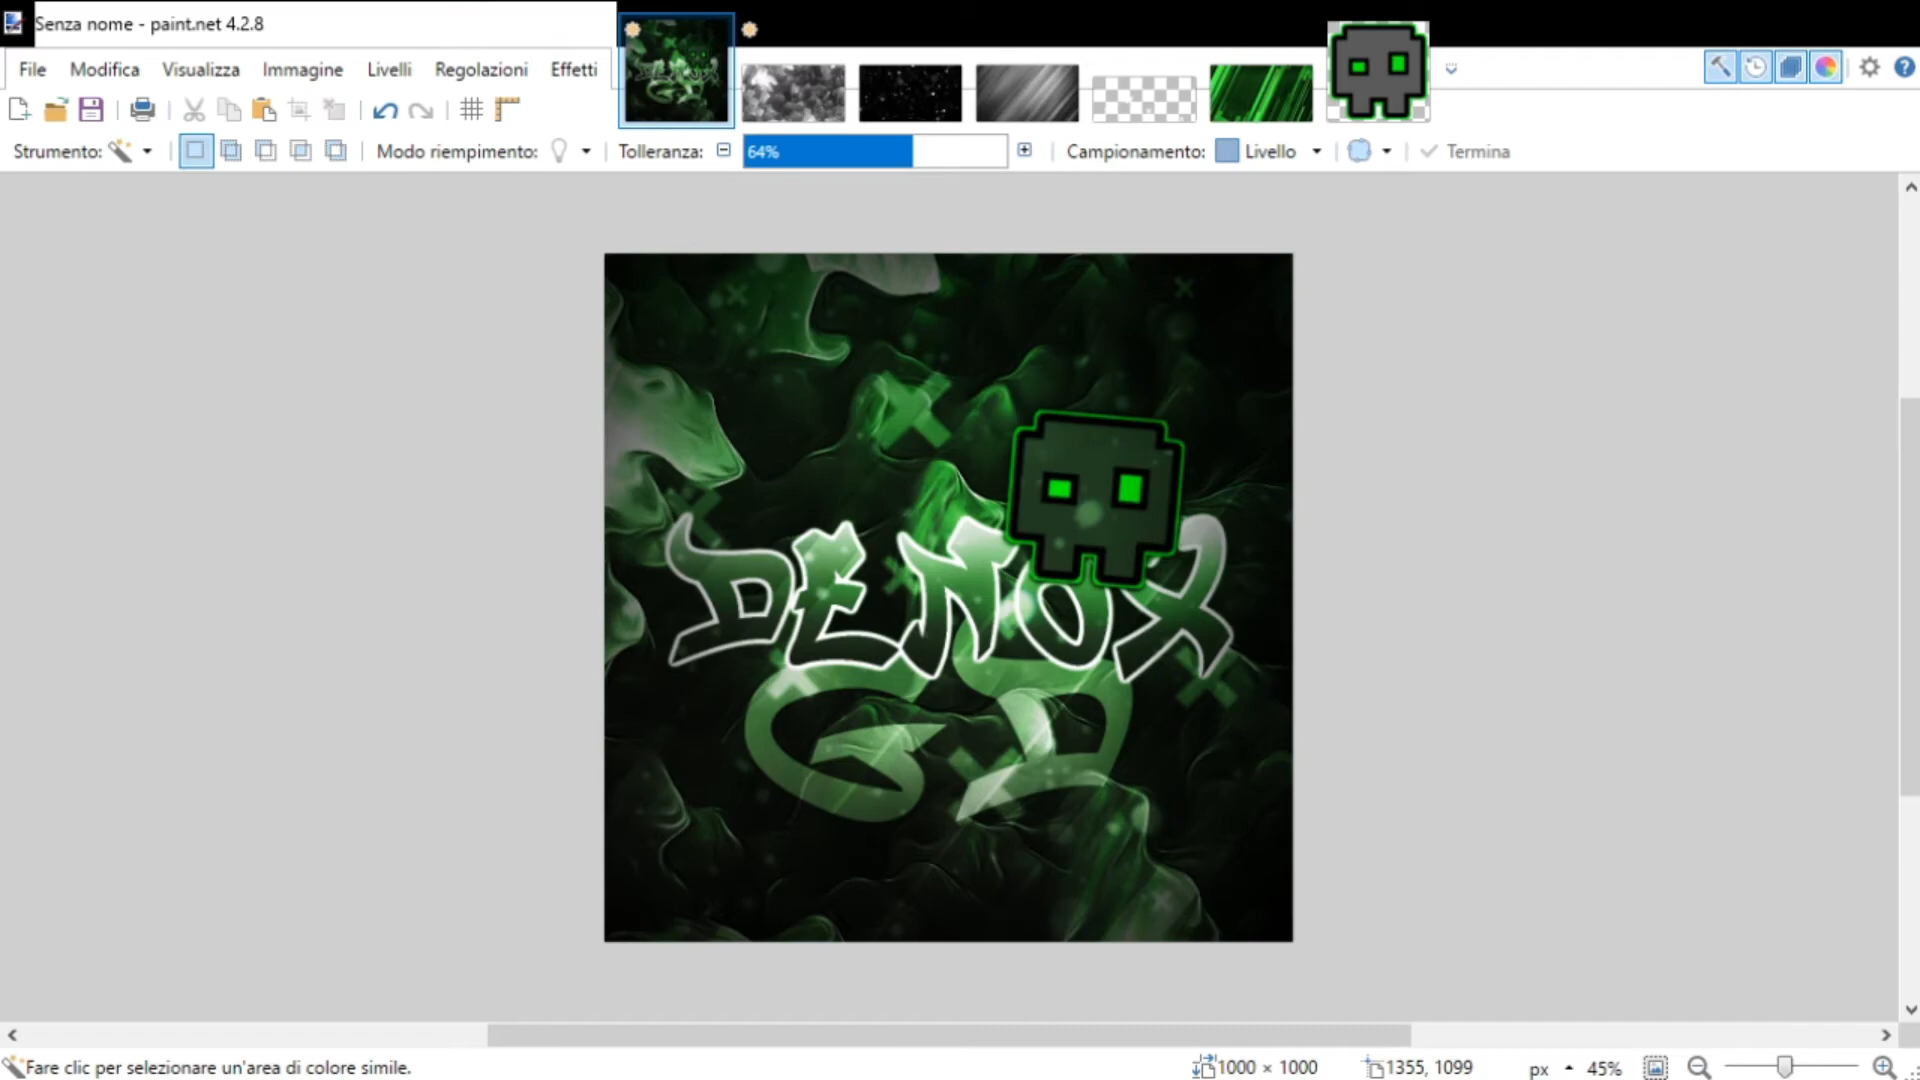 Senza nome - paint.net 4.2.8
File Modifica Visualizza Immagine Livelli Regolazioni Effetti
Strumento: Modo riempimento: Tolleranza: 64% Campionamento: Livello Termina
DENOX
GD
Fare clic per selezionare un'area di colore simile. 1000 × 1000 1355, 1099 px 45%